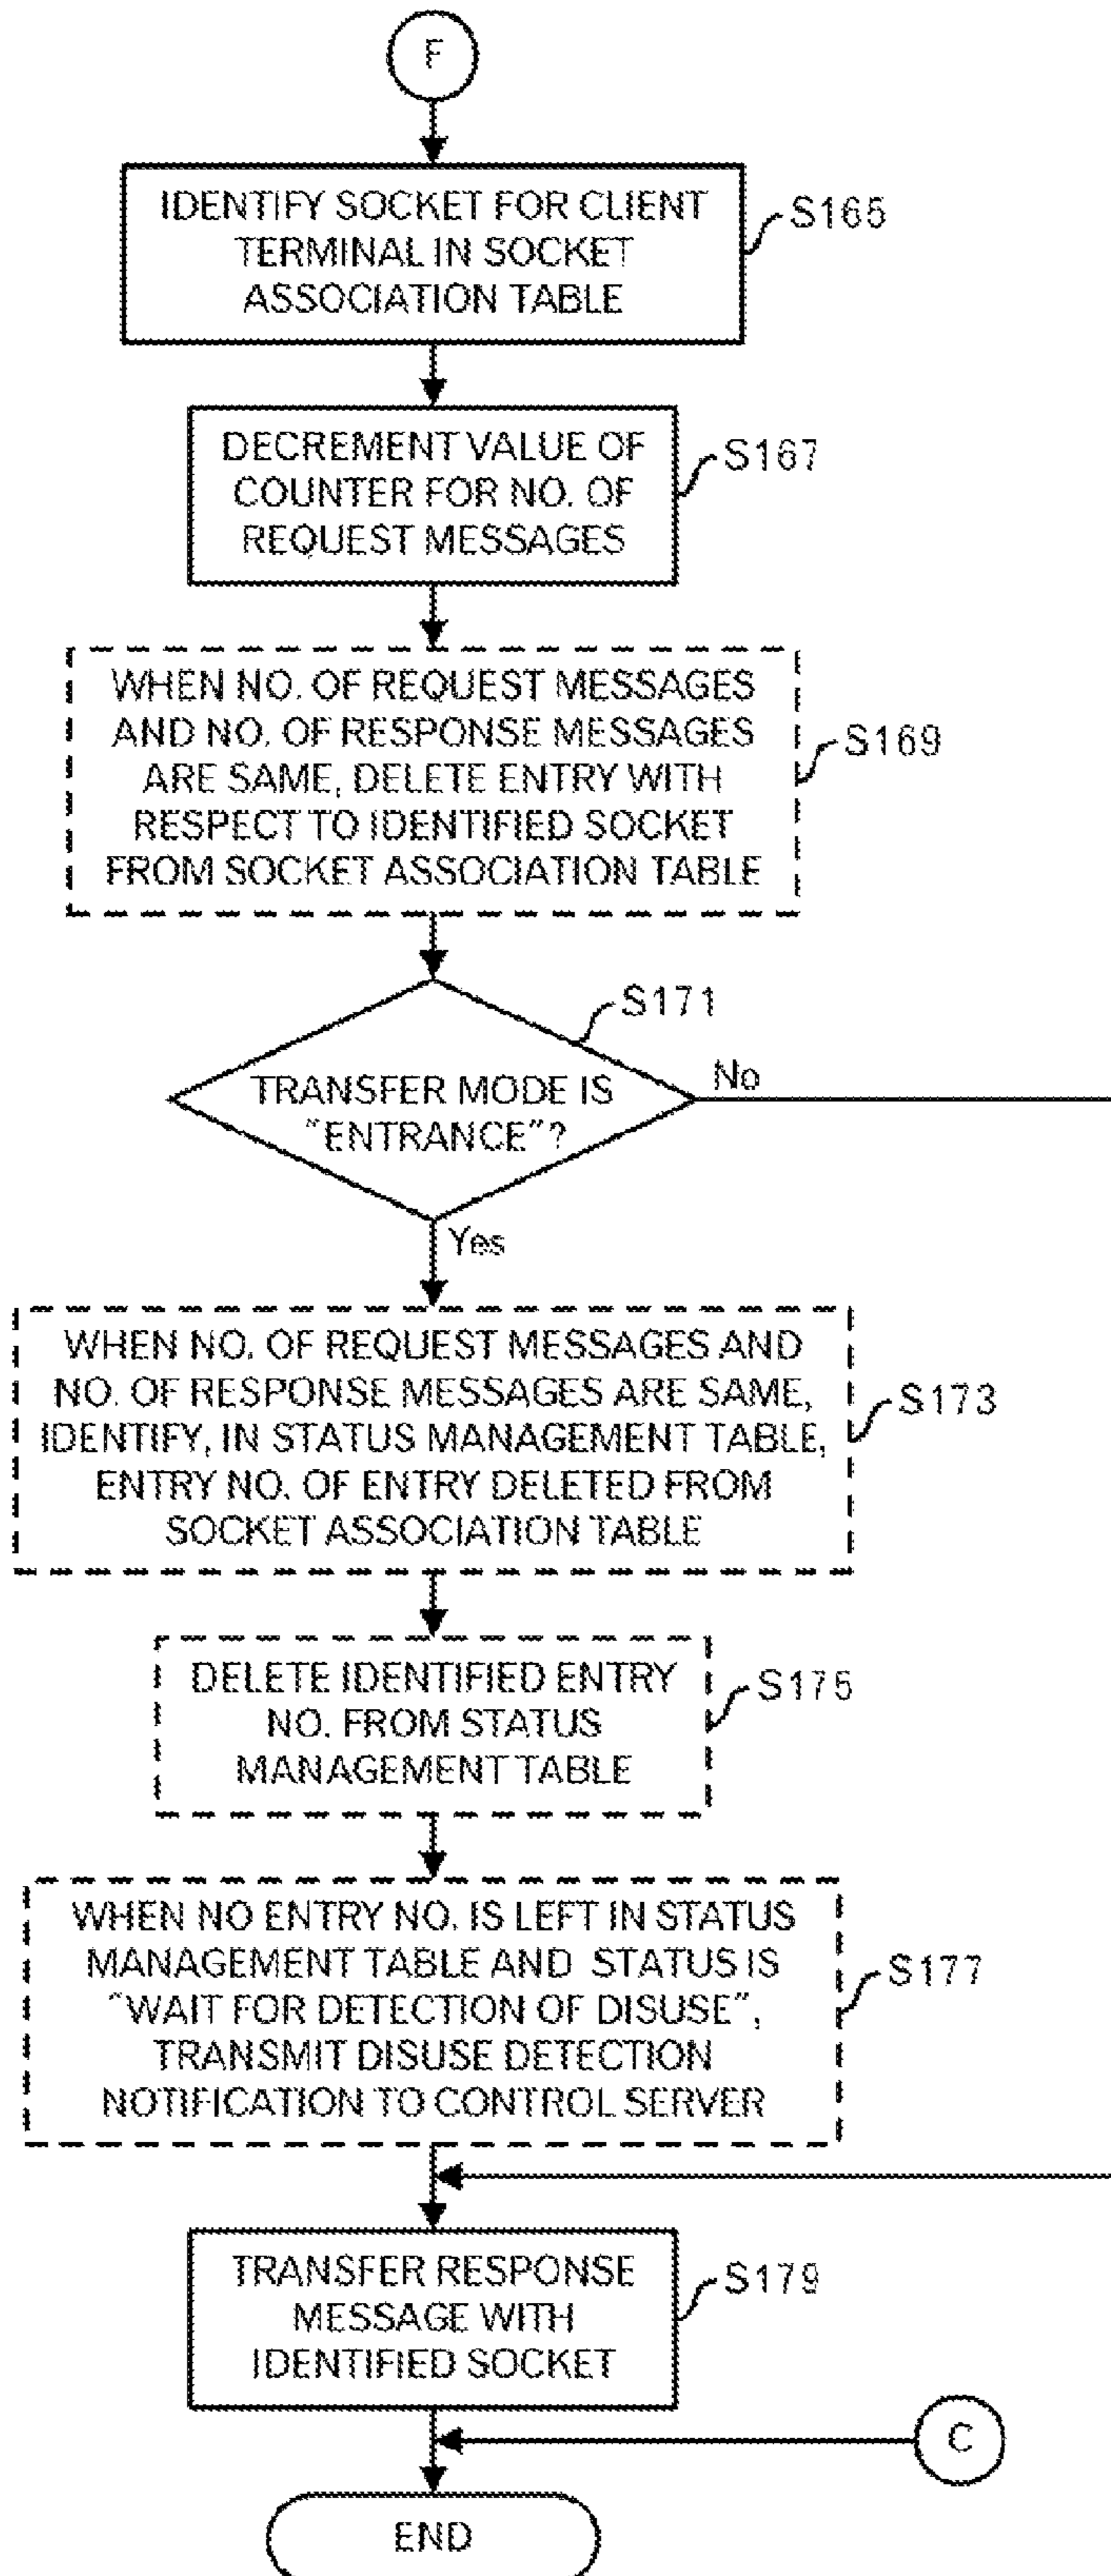 F
IDENTIFY SOCKET FOR CLIENT
TERMINAL IN SOCKET
ASSOCIATION TABLE
S165
DECREMENT VALUE OF
COUNTER FOR NO. OF
REQUEST MESSAGES
S167
WHEN NO. OF REQUEST MESSAGES
AND NO. OF RESPONSE MESSAGES
ARE SAME, DELETE ENTRY WITH
RESPECT TO IDENTIFIED SOCKET
FROM SOCKET ASSOCIATION TABLE
S169
S171
TRANSFER MODE IS
"ENTRANCE"?
No
Yes
WHEN NO. OF REQUEST MESSAGES AND
NO. OF RESPONSE MESSAGES ARE SAME,
IDENTIFY, IN STATUS MANAGEMENT TABLE,
ENTRY NO. OF ENTRY DELETED FROM
SOCKET ASSOCIATION TABLE
S173
DELETE IDENTIFIED ENTRY
NO. FROM STATUS
MANAGEMENT TABLE
S175
WHEN NO ENTRY NO. IS LEFT IN STATUS
MANAGEMENT TABLE AND STATUS IS
"WAIT FOR DETECTION OF DISUSE",
TRANSMIT DISUSE DETECTION
NOTIFICATION TO CONTROL SERVER
S177
TRANSFER RESPONSE
MESSAGE WITH
IDENTIFIED SOCKET
S179
C
END